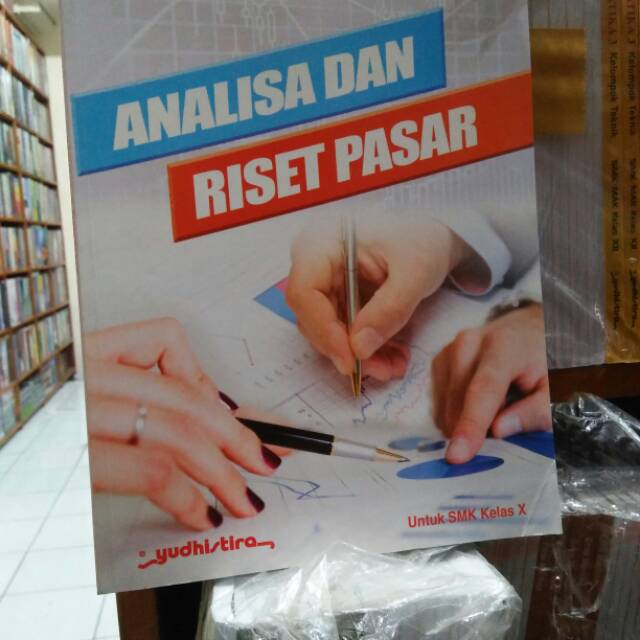 ANALISA DAN
RISET PASAR
Untuk SMK Kelas X
yudhistira